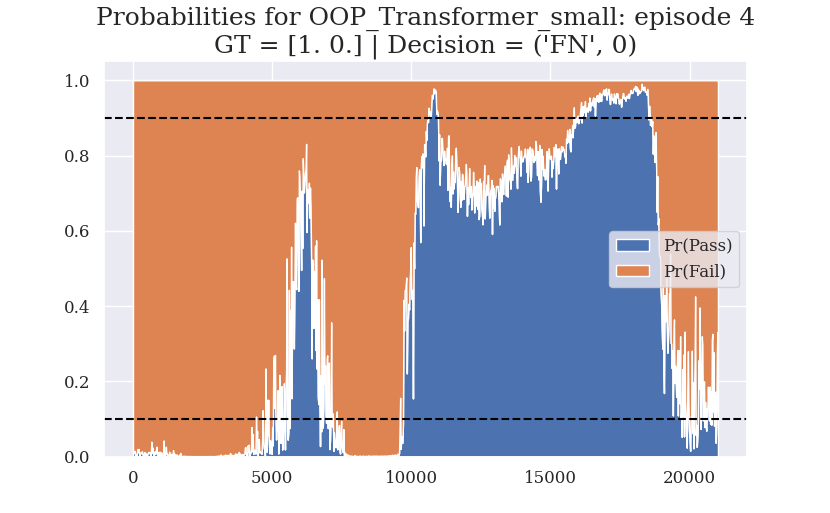 Probabilities for OOP_Transformer_small: episode 4
GT = [1. 0.] | Decision = ('FN', 0)
1.0
0.8
0.6
0.4
0.2
0.0
Pr(Pass)
Pr(Fail)
0
5000
10000
15000
20000